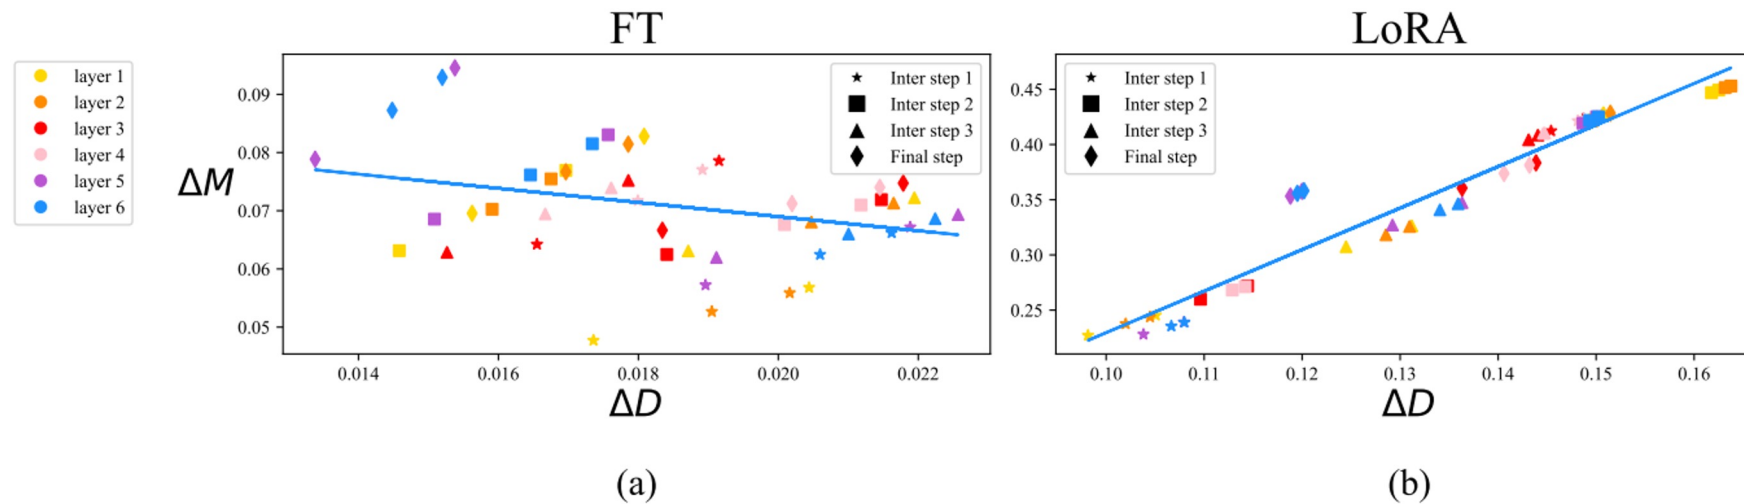 FT
LoRA
layer 1
layer 2
layer 3
layer 4
layer 5
layer 6
ΔM
0.09
0.08
0.07
0.06
0.05
Inter step 1
Inter step 2
Inter step 3
Final step
0.014
0.016
0.018
0.020
0.022
ΔD
(a)
0.45
0.40
0.35
0.30
0.25
Inter step 1
Inter step 2
Inter step 3
Final step
0.10
0.11
0.12
0.13
0.14
0.15
0.16
ΔD
(b)